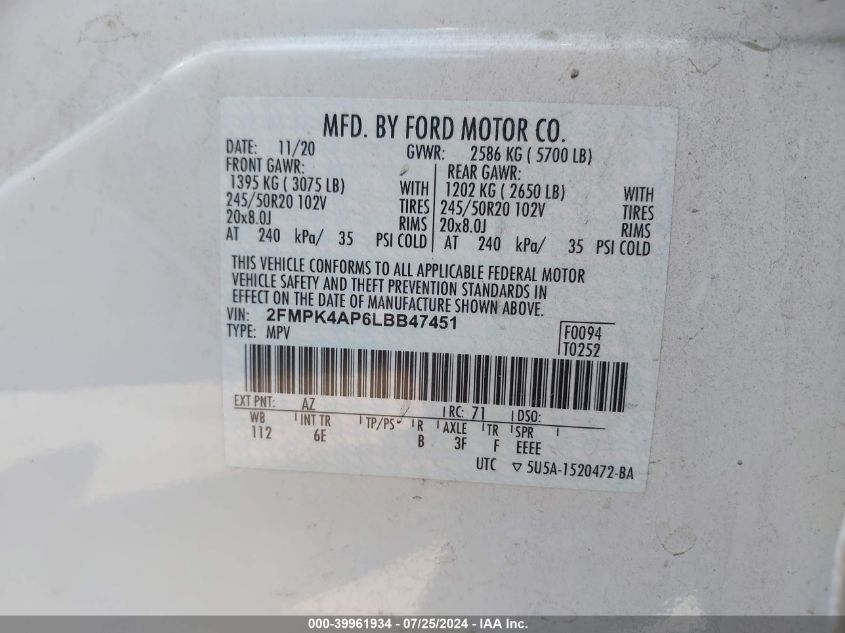 MFD. BY FORD MOTOR CO.
DATE: 11/20 GVWR: 2586 KG ( 5700 LB)
FRONT GAWR: REAR GAWR:
1395 KG ( 3075 LB) WITH 1202 KG ( 2650 LB) WITH
245/50R20 102V TIRES 245/50R20 102V TIRES
20x8.0J RIMS 20x8.0J RIMS
AT 240 kPa/ 35 PSI COLD AT 240 kPa/ 35 PSI COLD
THIS VEHICLE CONFORMS TO ALL APPLICABLE FEDERAL MOTOR
VEHICLE SAFETY AND THEFT PREVENTION STANDARDS IN
EFFECT ON THE DATE OF MANUFACTURE SHOWN ABOVE.
VIN: 2FMPK4AP6LBB47451
TYPE: MPV
F0094
T0252
EXT PNT: AZ RC: 71 DSO:
WB INT TR TP/PS R AXLE TR SPR
112 6E B 3F F EEEE
UTC ▽ 5U5A-1520472-BA
000-39961934 - 07/25/2024 - IAA Inc.